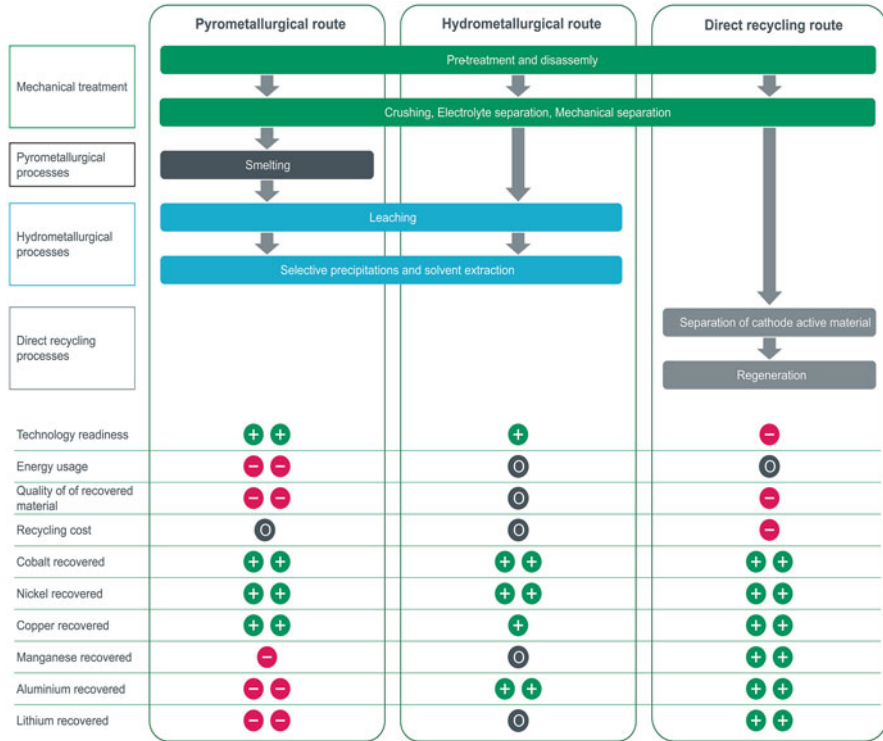 Pyrometallurgical route
Hydrometallurgical route
Direct recycling route
Mechanical treatment
Pre-treatment and disassemly
Crushing, Electrolyte separation, Mechanical separation
Pyrometallurgical
processes
Smelting
Hydrometallurgical
processes
Leaching
Selective precipitations and solvent extraction
Direct recycling
processes
Separation of cathode active material
Regeneration
Technology readiness
+ + + −
Energy usage
− − O O
Quality of of recovered
material
− − O −
Recycling cost
O O −
Cobalt recovered
+ + + + + +
Nickel recovered
+ + + + + +
Copper recovered
+ + + + +
Manganese recovered
− O + +
Aluminium recovered
− − + + + +
Lithium recovered
− − O + +